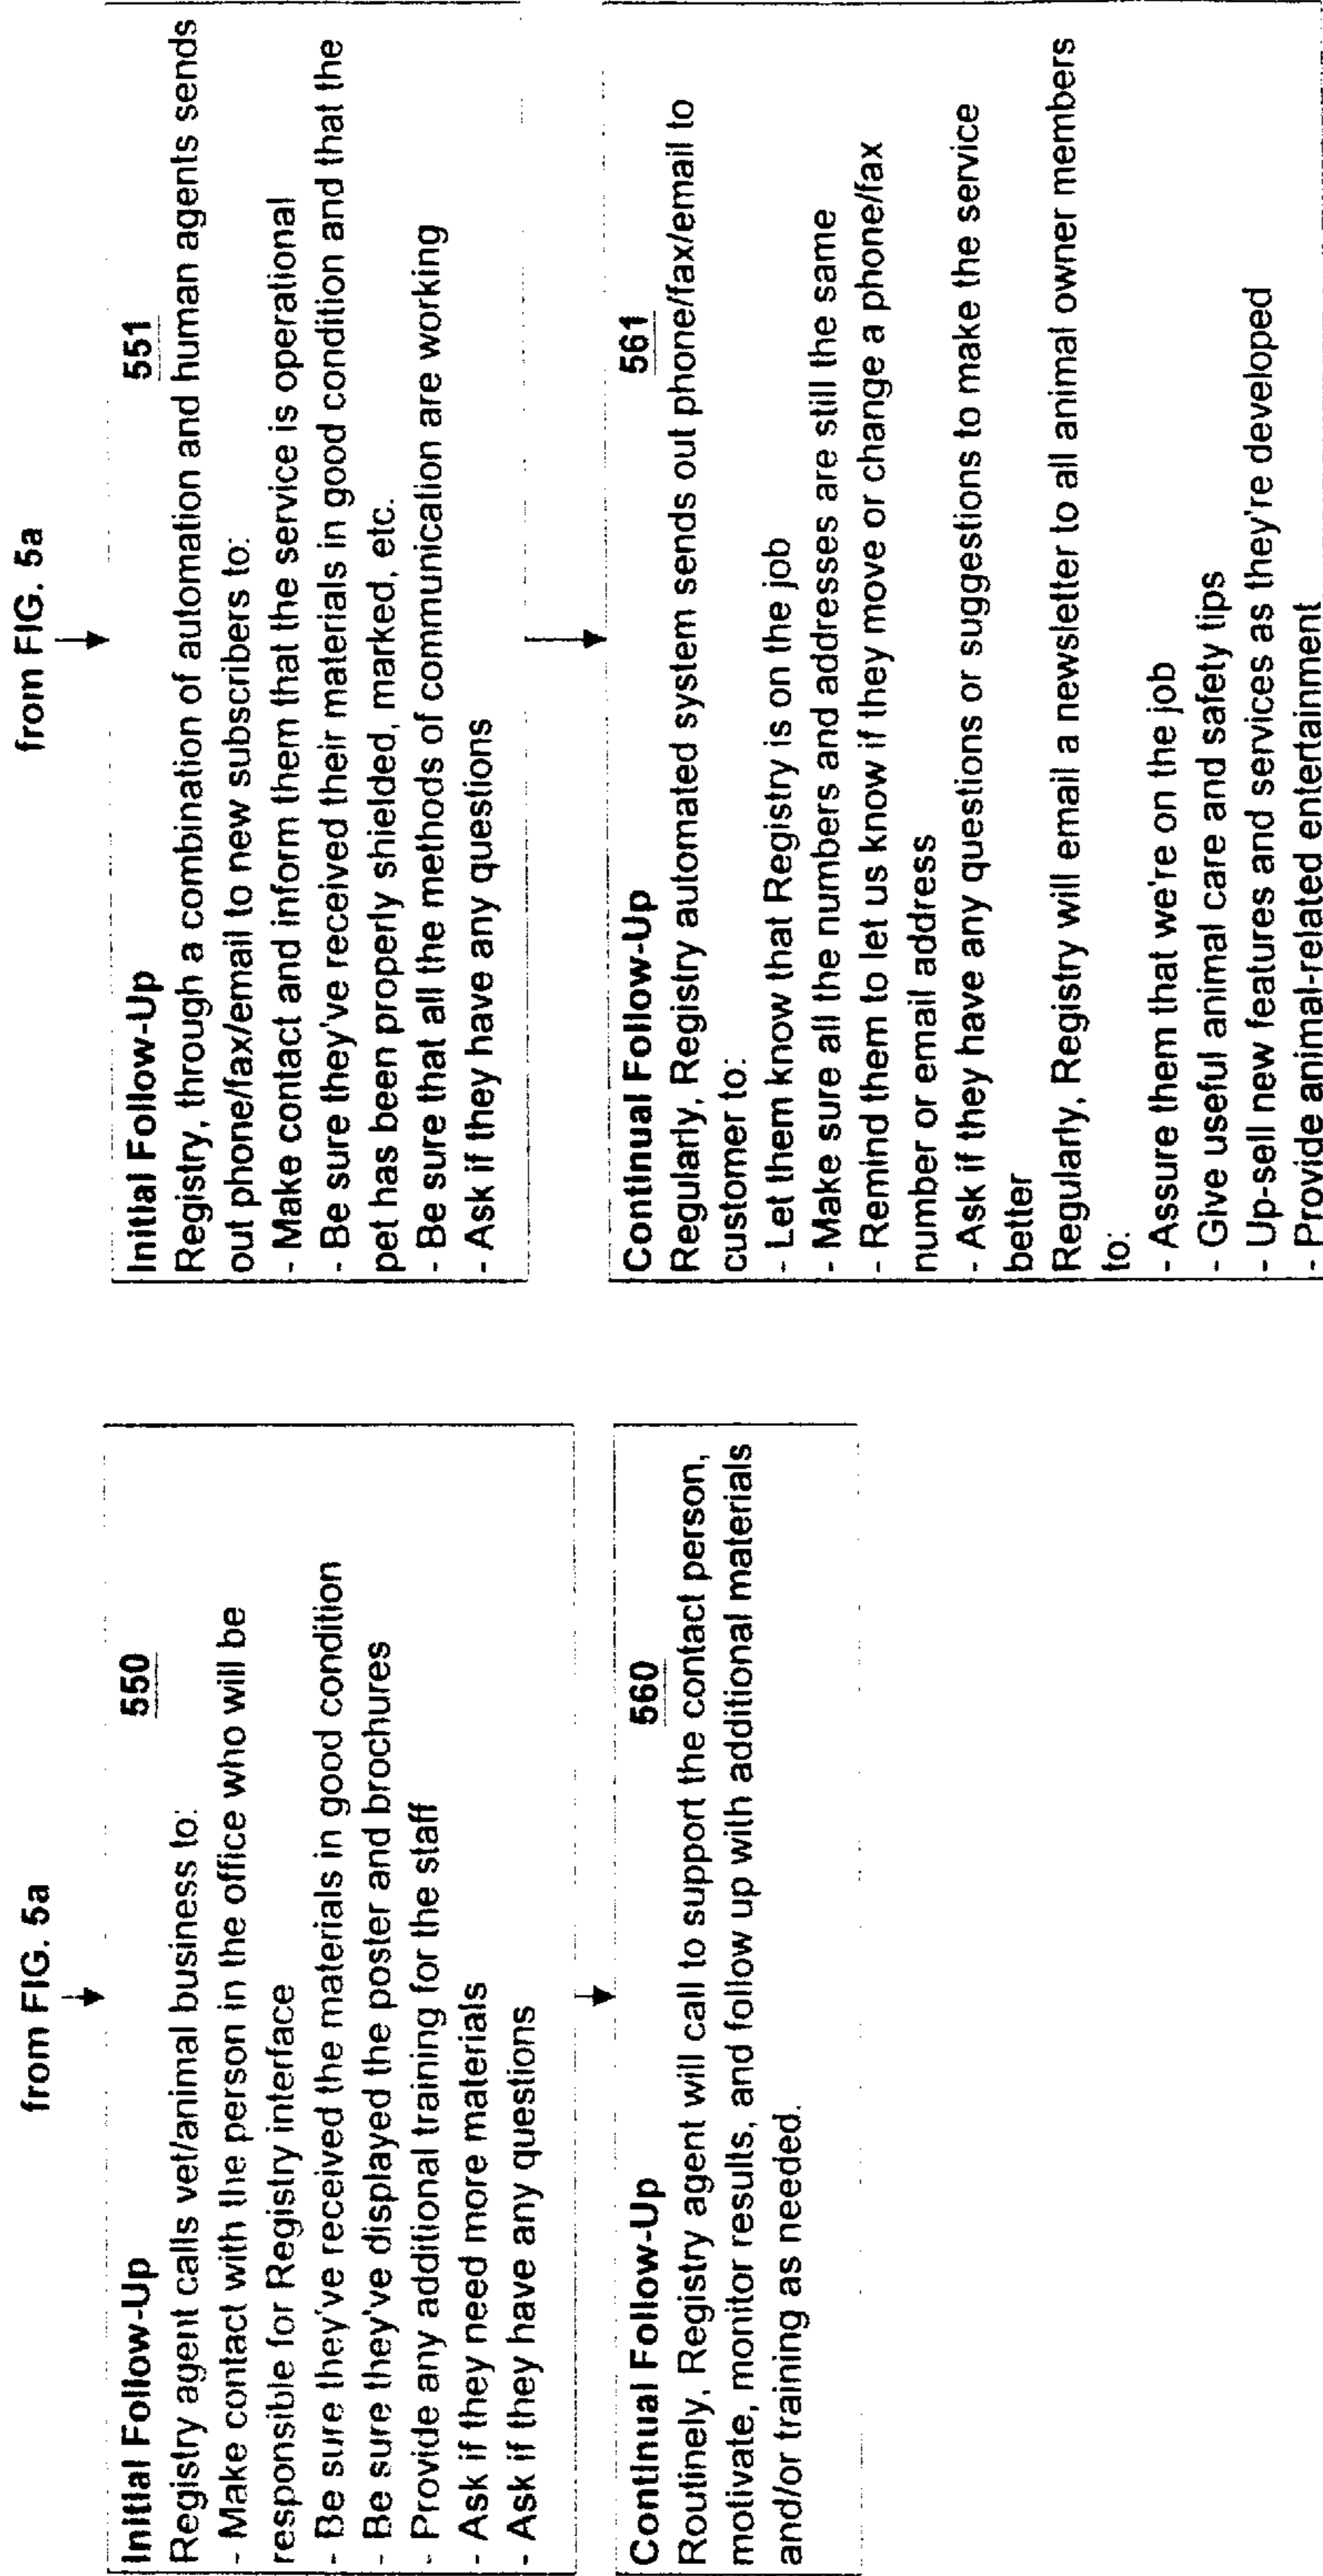 from FIG. 5a
Initial Follow-Up 550
Registry agent calls vet/animal business to:
- Make contact with the person in the office who will be
responsible for Registry interface
- Be sure they've received the materials in good condition
- Be sure they've displayed the poster and brochures
- Provide any additional training for the staff
- Ask if they need more materials
- Ask if they have any questions
Continual Follow-Up 560
Routinely, Registry agent will call to support the contact person,
motivate, monitor results, and follow up with additional materials
and/or training as needed.
from FIG. 5a
Initial Follow-Up 551
Registry, through a combination of automation and human agents sends
out phone/fax/email to new subscribers to:
- Make contact and inform them that the service is operational
- Be sure they've received their materials in good condition and that the
pet has been properly shielded, marked, etc.
- Be sure that all the methods of communication are working
- Ask if they have any questions
Continual Follow-Up 561
Regularly, Registry automated system sends out phone/fax/email to
customer to:
- Let them know that Registry is on the job
- Make sure all the numbers and addresses are still the same
- Remind them to let us know if they move or change a phone/fax
number or email address
- Ask if they have any questions or suggestions to make the service
better
Regularly, Registry will email a newsletter to all animal owner members
to:
- Assure them that we're on the job
- Give useful animal care and safety tips
- Up-sell new features and services as they're developed
- Provide animal-related entertainment